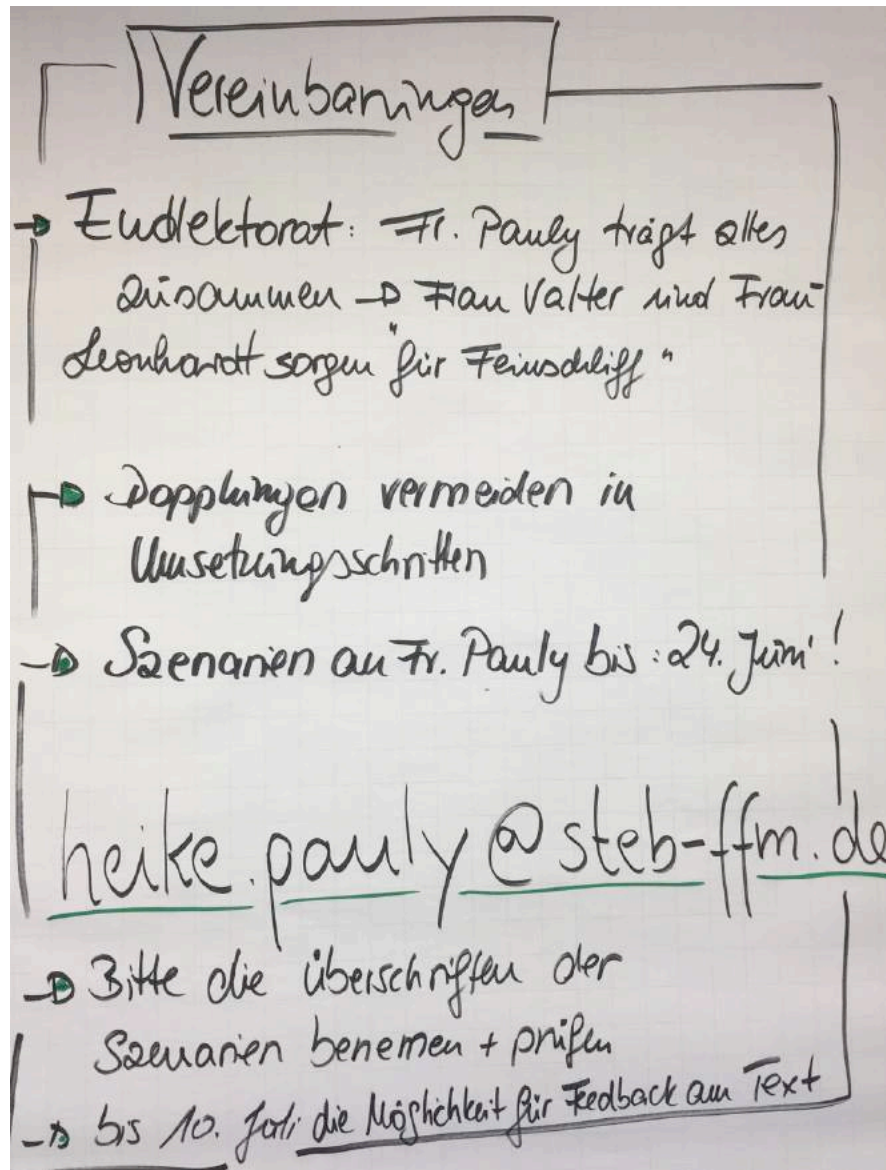 Vereinbarungen
Endlektorat: Fr. Pauly trägt alles
zusammen → Frau Valter und Frau
Leonhardt sorgen "für Feinschliff"
Dopplungen vermeiden in
Umsetzungsschritten
Szenarien an Fr. Pauly bis: 24. Juni!
heike.pauly@steb-ffm.de
Bitte die Überschriften der
Szenarien benennen + prüfen
bis 10. Juli die Möglichkeit für Feedback am Text